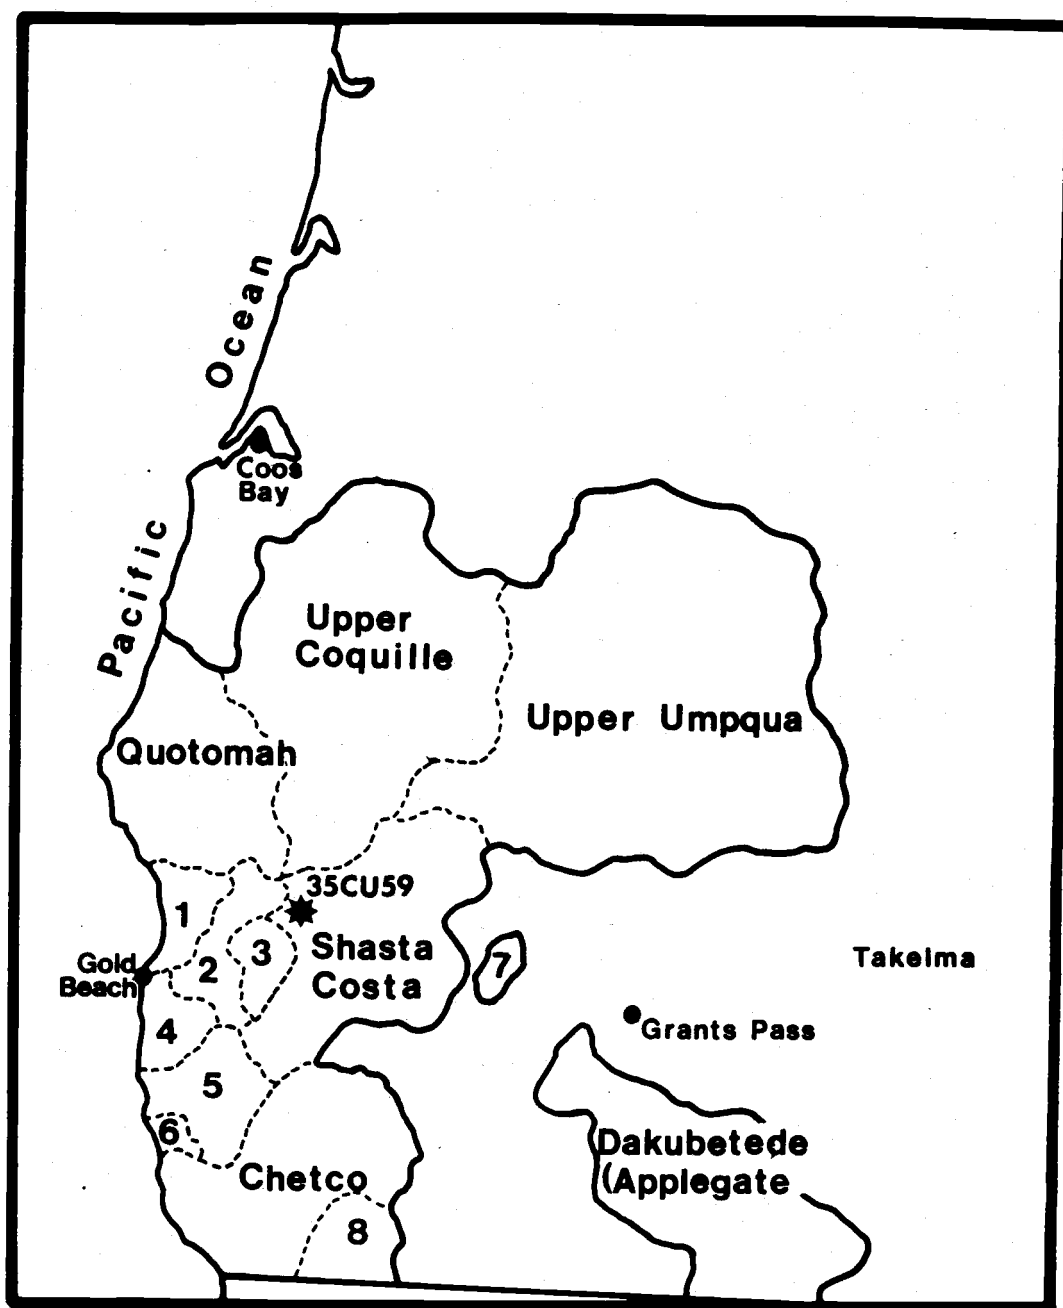 Pacific Ocean
Coos
Bay
Upper
Coquille
Upper Umpqua
Quotomah
35CU59
1
2
3
Shasta
Costa
7
Takelma
Gold
Beach
4
Grants Pass
5
6
Dakubetede
(Applegate
Chetco
8